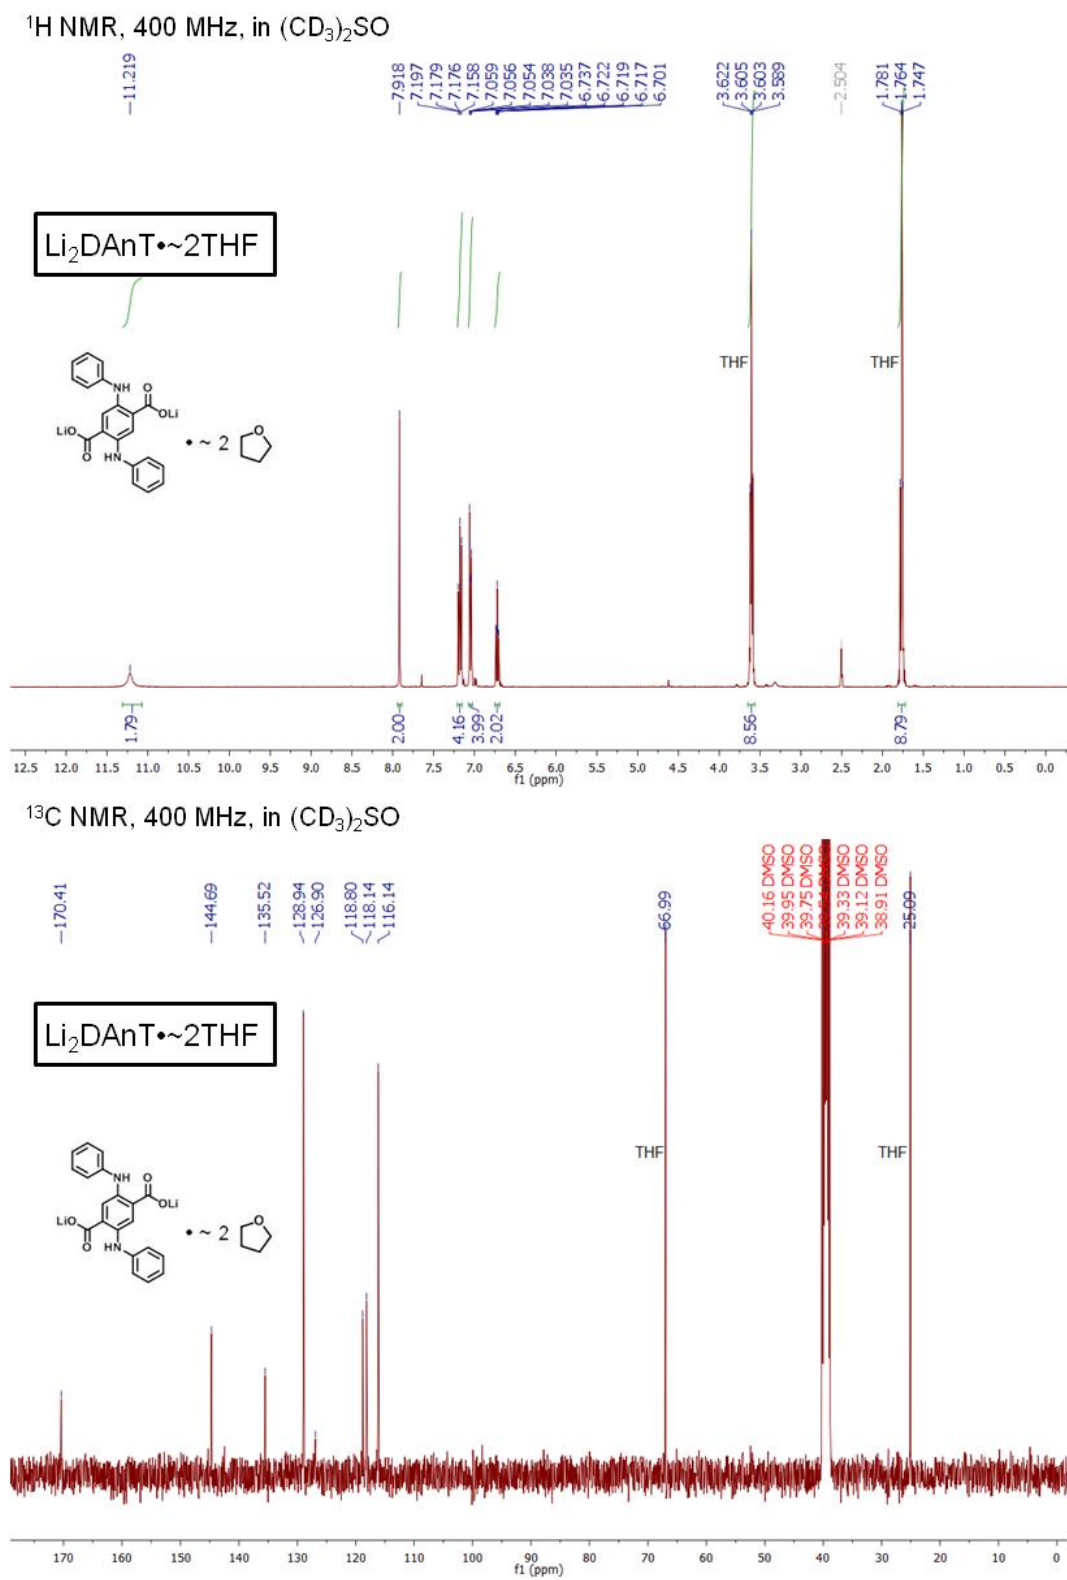 ¹H NMR, 400 MHz, in (CD₃)₂SO
—11.219
—7.918
7.197
7.179
7.176
7.158
7.059
7.056
7.054
7.038
7.035
6.737
6.722
6.719
6.717
6.701
3.622
3.605
3.603
3.589
—2.504
1.781
1.764
1.747
Li₂DAnT•~2THF
THF
THF
NH
O
OLi
LiO
O
HN
• ~ 2
O
1.79
2.00
4.16
3.99
2.02
8.56
8.79
12.5 12.0 11.5 11.0 10.5 10.0 9.5 9.0 8.5 8.0 7.5 7.0 6.5 6.0 5.5 5.0 4.5 4.0 3.5 3.0 2.5 2.0 1.5 1.0 0.5 0.0
f1 (ppm)
¹³C NMR, 400 MHz, in (CD₃)₂SO
—170.41
—144.69
—135.52
128.94
126.90
118.80
118.14
116.14
66.99
40.16 DMSO
39.95 DMSO
39.75 DMSO
39.33 DMSO
39.12 DMSO
38.91 DMSO
25.09
Li₂DAnT•~2THF
THF
THF
NH
O
OLi
LiO
O
HN
• ~ 2
O
170 160 150 140 130 120 110 100 90 80 70 60 50 40 30 20 10 0
f1 (ppm)